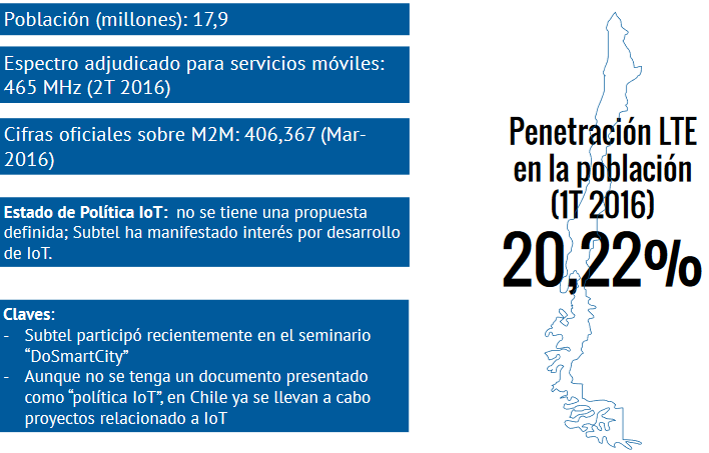 Población (millones): 17,9
Espectro adjudicado para servicios móviles:
465 MHz (2T 2016)
Cifras oficiales sobre M2M: 406,367 (Mar-
2016)
Estado de Política IoT: no se tiene una propuesta
definida; Subtel ha manifestado interés por desarrollo
de IoT.
Claves:
- Subtel participó recientemente en el seminario
"DoSmartCity"
- Aunque no se tenga un documento presentado
como "política IoT", en Chile ya se llevan a cabo
proyectos relacionado a IoT
Penetración LTE
en la población
(1T 2016)
20,22%